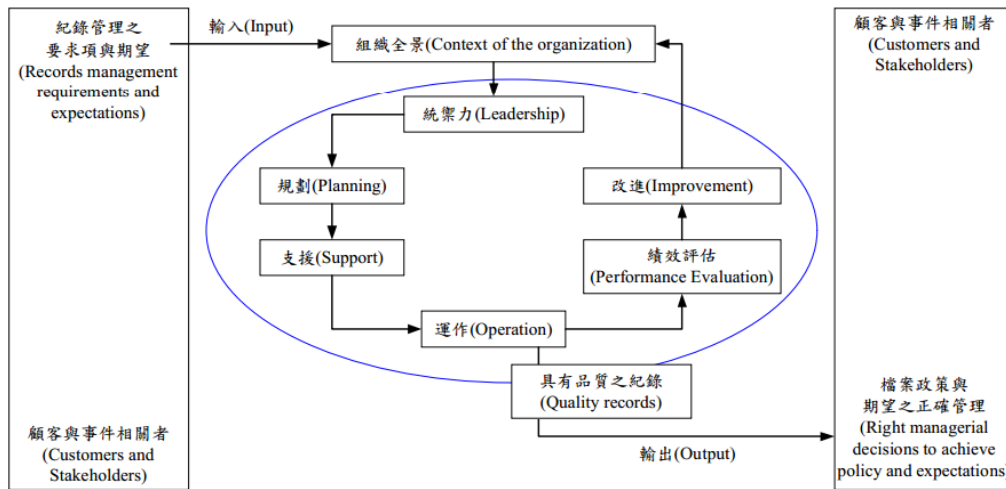 紀錄管理之
要求項與期望
(Records management
requirements and
expectations)
輸入(Input)
組織全景(Context of the organization)
顧客與事件相關者
(Customers and
Stakeholders)
統禦力(Leadership)
規劃(Planning)
改進(Improvement)
支援(Support)
績效評估
(Performance Evaluation)
運作(Operation)
具有品質之紀錄
(Quality records)
顧客與事件相關者
(Customers and
Stakeholders)
輸出(Output)
檔案政策與
期望之正確管理
(Right managerial
decisions to achieve
policy and expectations)